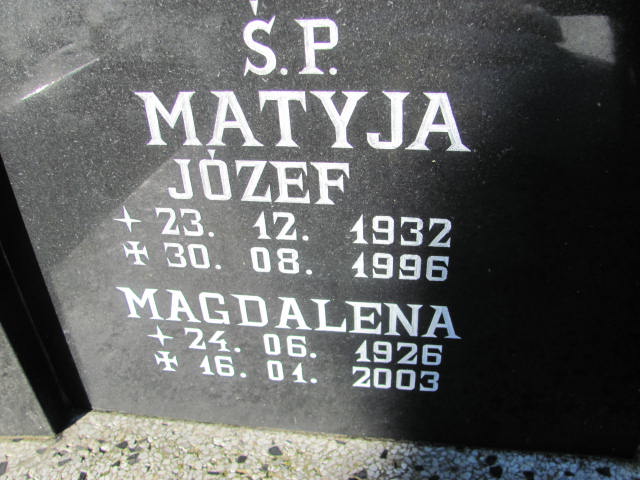 Ś.P.
MATYJA
JÓZEF
23. 12. 1932
30. 08. 1996
MAGDALENA
24. 06. 1926
16. 01. 2003